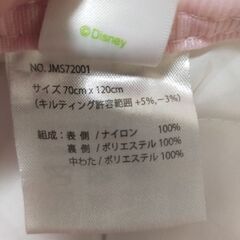 ©Disney
NO. JMS72001
サイズ 70cm x 120cm
(キルティング許容範囲 +5%, −3%)
組成：表 側 / ナイロン 100%
裏 側 / ポリエステル 100%
中わた / ポリエステル 100%